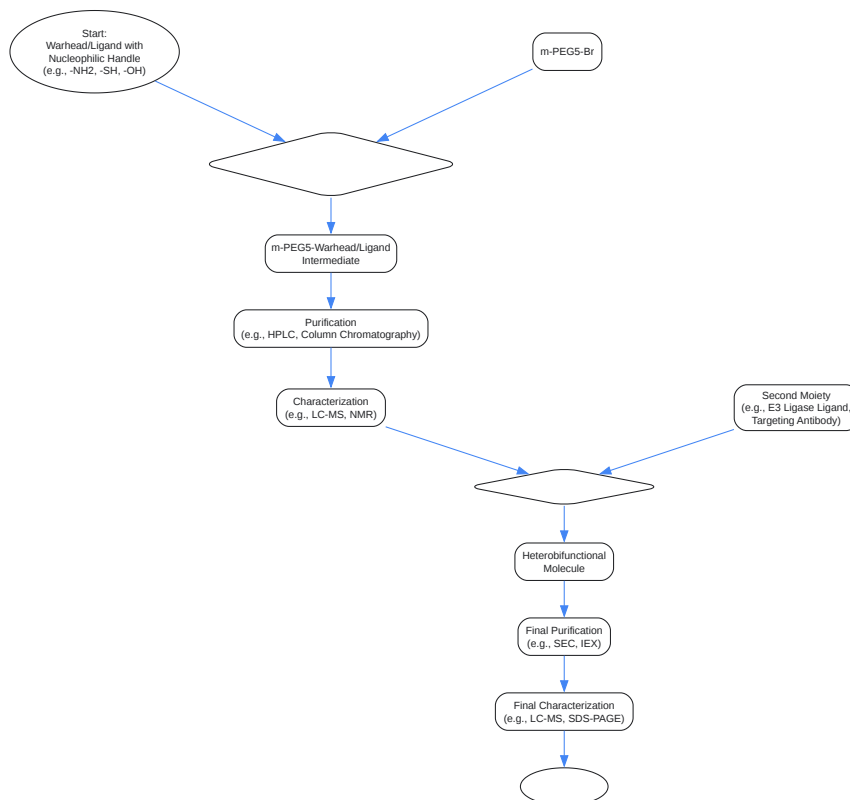 Start:
Warhead/Ligand with
Nucleophilic Handle
(e.g., -NH2, -SH, -OH)
m-PEG5-Br
m-PEG5-Warhead/Ligand
Intermediate
Purification
(e.g., HPLC, Column Chromatography)
Characterization
(e.g., LC-MS, NMR)
Second Moiety
(e.g., E3 Ligase Ligand,
Targeting Antibody)
Heterobifunctional
Molecule
Final Purification
(e.g., SEC, IEX)
Final Characterization
(e.g., LC-MS, SDS-PAGE)